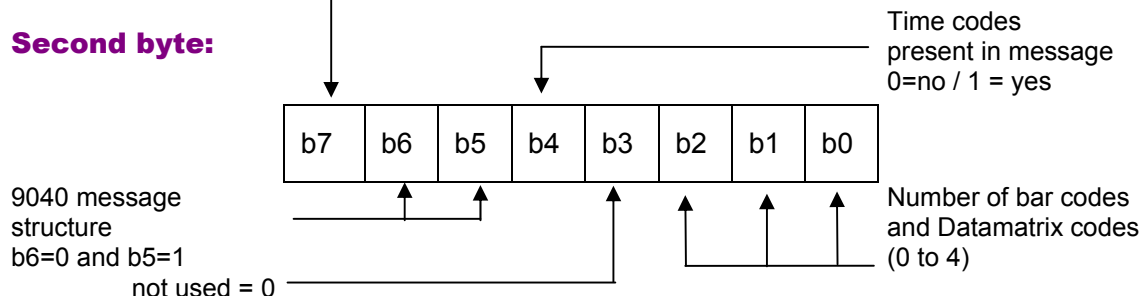 Second byte:
Time codes
present in message
0=no / 1 = yes
b7 b6 b5 b4 b3 b2 b1 b0
9040 message
structure
b6=0 and b5=1
not used = 0
Number of bar codes
and Datamatrix codes
(0 to 4)